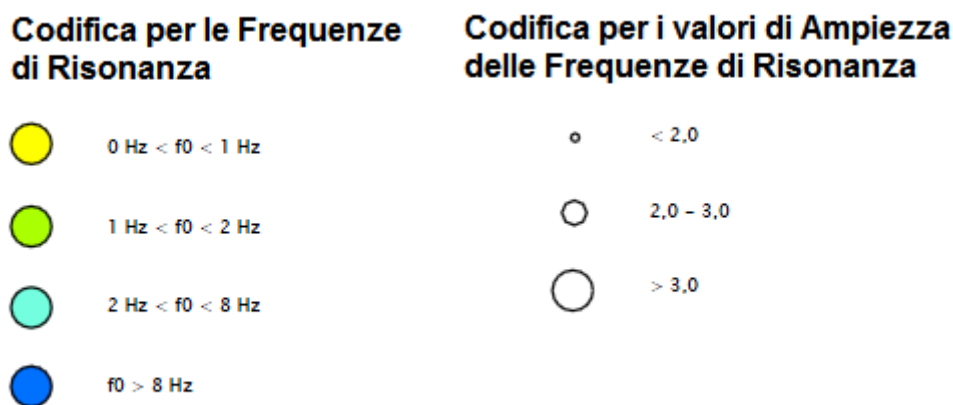 Codifica per le Frequenze
di Risonanza
0 Hz < f0 < 1 Hz
1 Hz < f0 < 2 Hz
2 Hz < f0 < 8 Hz
f0 > 8 Hz
Codifica per i valori di Ampiezza
delle Frequenze di Risonanza
< 2,0
2,0 - 3,0
> 3,0